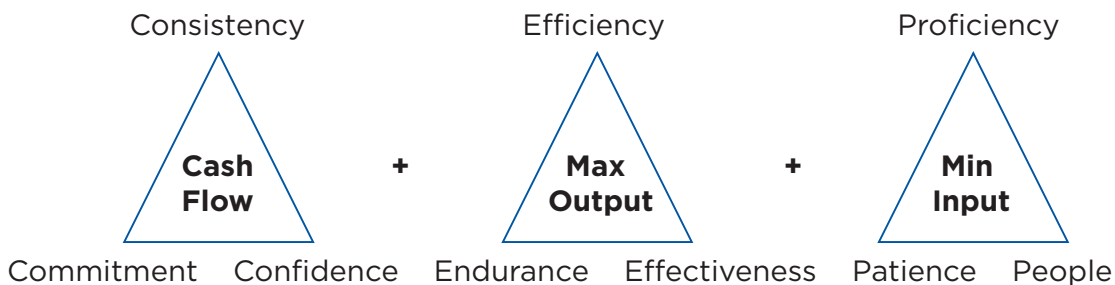 Consistency Efficiency Proficiency
Cash Flow + Max Output + Min Input
Commitment Confidence Endurance Effectiveness Patience People